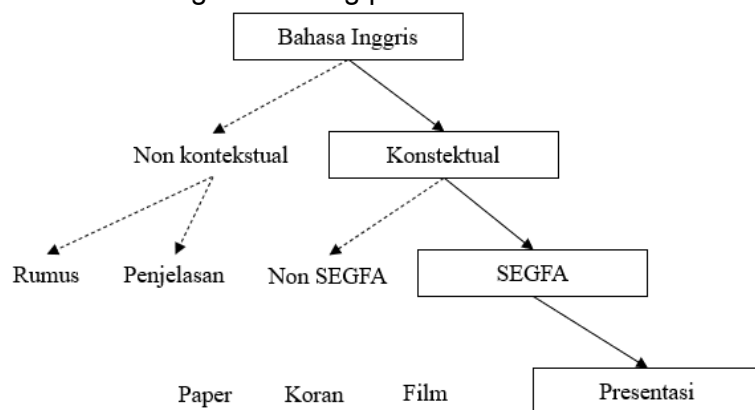 Bahasa Inggris
Non kontekstual
Konstektual
Rumus
Penjelasan
Non SEGFA
SEGFA
Paper
Koran
Film
Presentasi